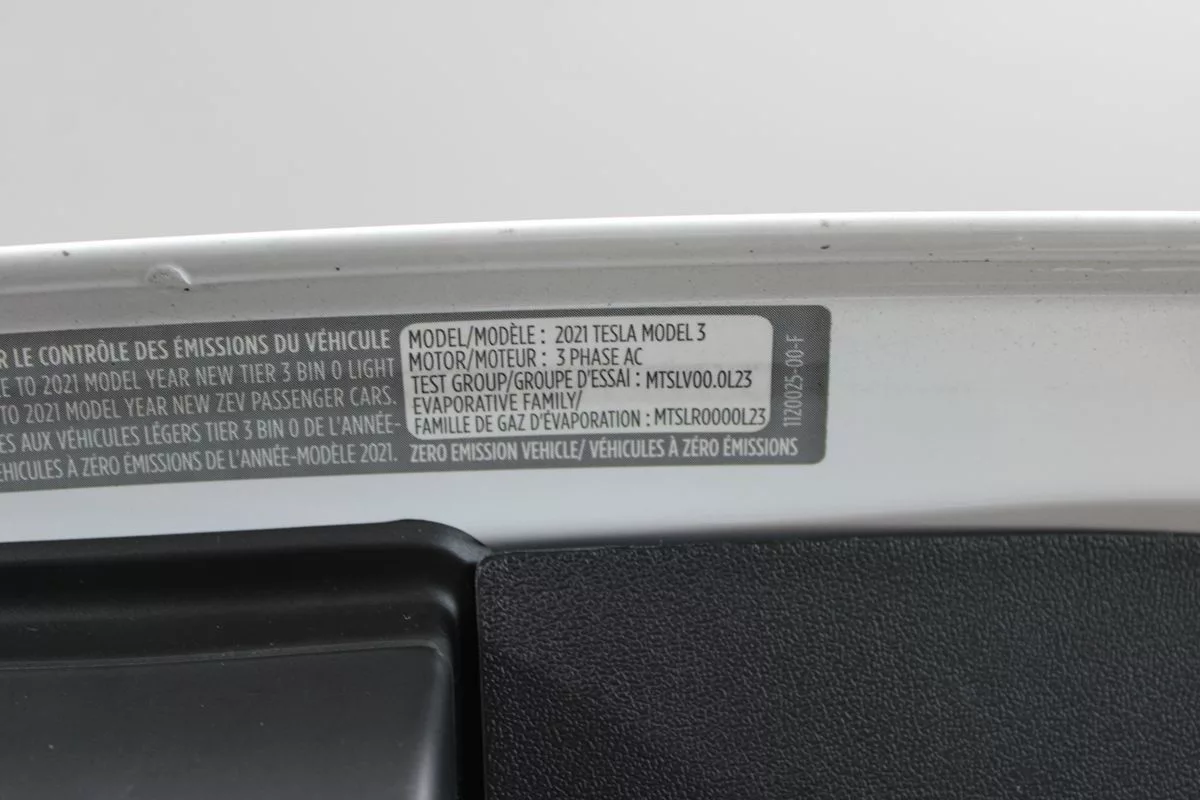 R LE CONTRÔLE DES ÉMISSIONS DU VÉHICULE
E TO 2021 MODEL YEAR NEW TIER 3 BIN 0 LIGHT
TO 2021 MODEL YEAR NEW ZEV PASSENGER CARS.
ES AUX VÉHICULES LÉGERS TIER 3 BIN 0 DE L'ANNÉE-
ÉHICULES À ZÉRO ÉMISSIONS DE L'ANNÉE-MODÈLE 2021.
MODEL/MODÈLE : 2021 TESLA MODEL 3
MOTOR/MOTEUR : 3 PHASE AC
TEST GROUP/GROUPE D'ESSAI : MTSLV00.0L23
EVAPORATIVE FAMILY/
FAMILLE DE GAZ D'ÉVAPORATION : MTSLR0000L23
ZERO EMISSION VEHICLE/ VÉHICULES À ZÉRO ÉMISSIONS
1120025-00-F